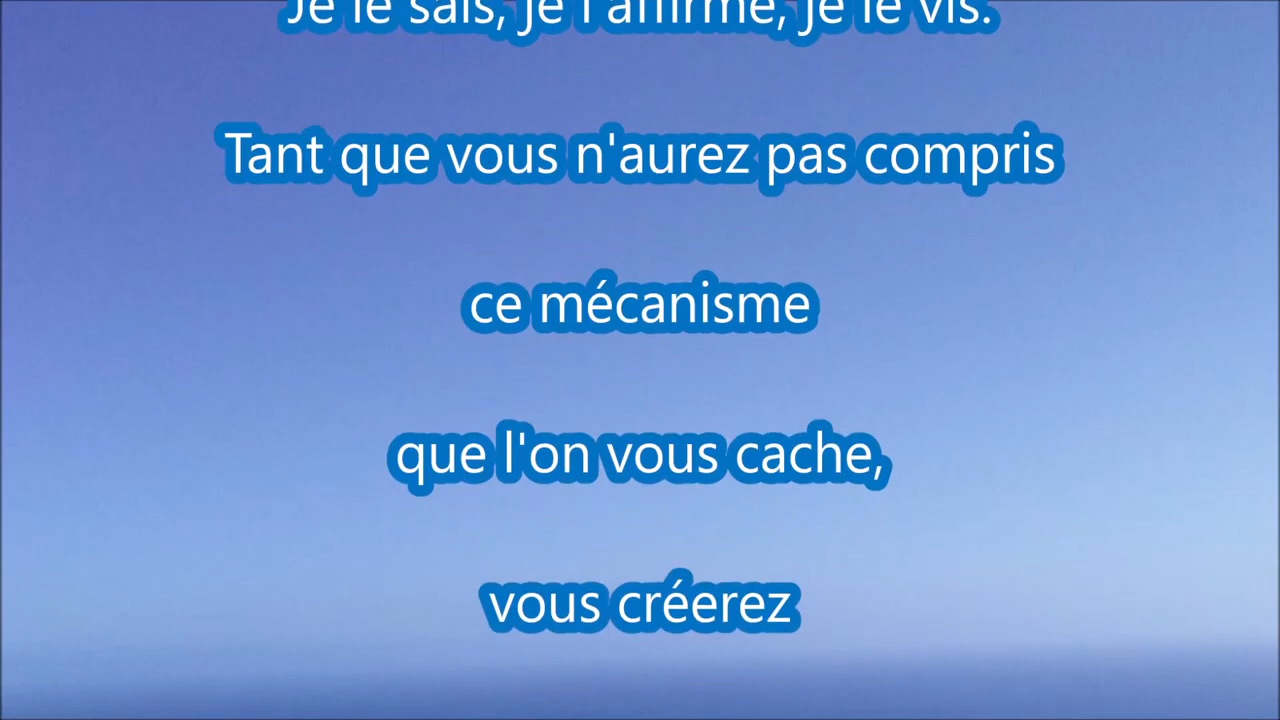 Je le sais, je l'affirme, je le vis.
Tant que vous n'aurez pas compris
ce mécanisme
que l'on vous cache,
vous créerez